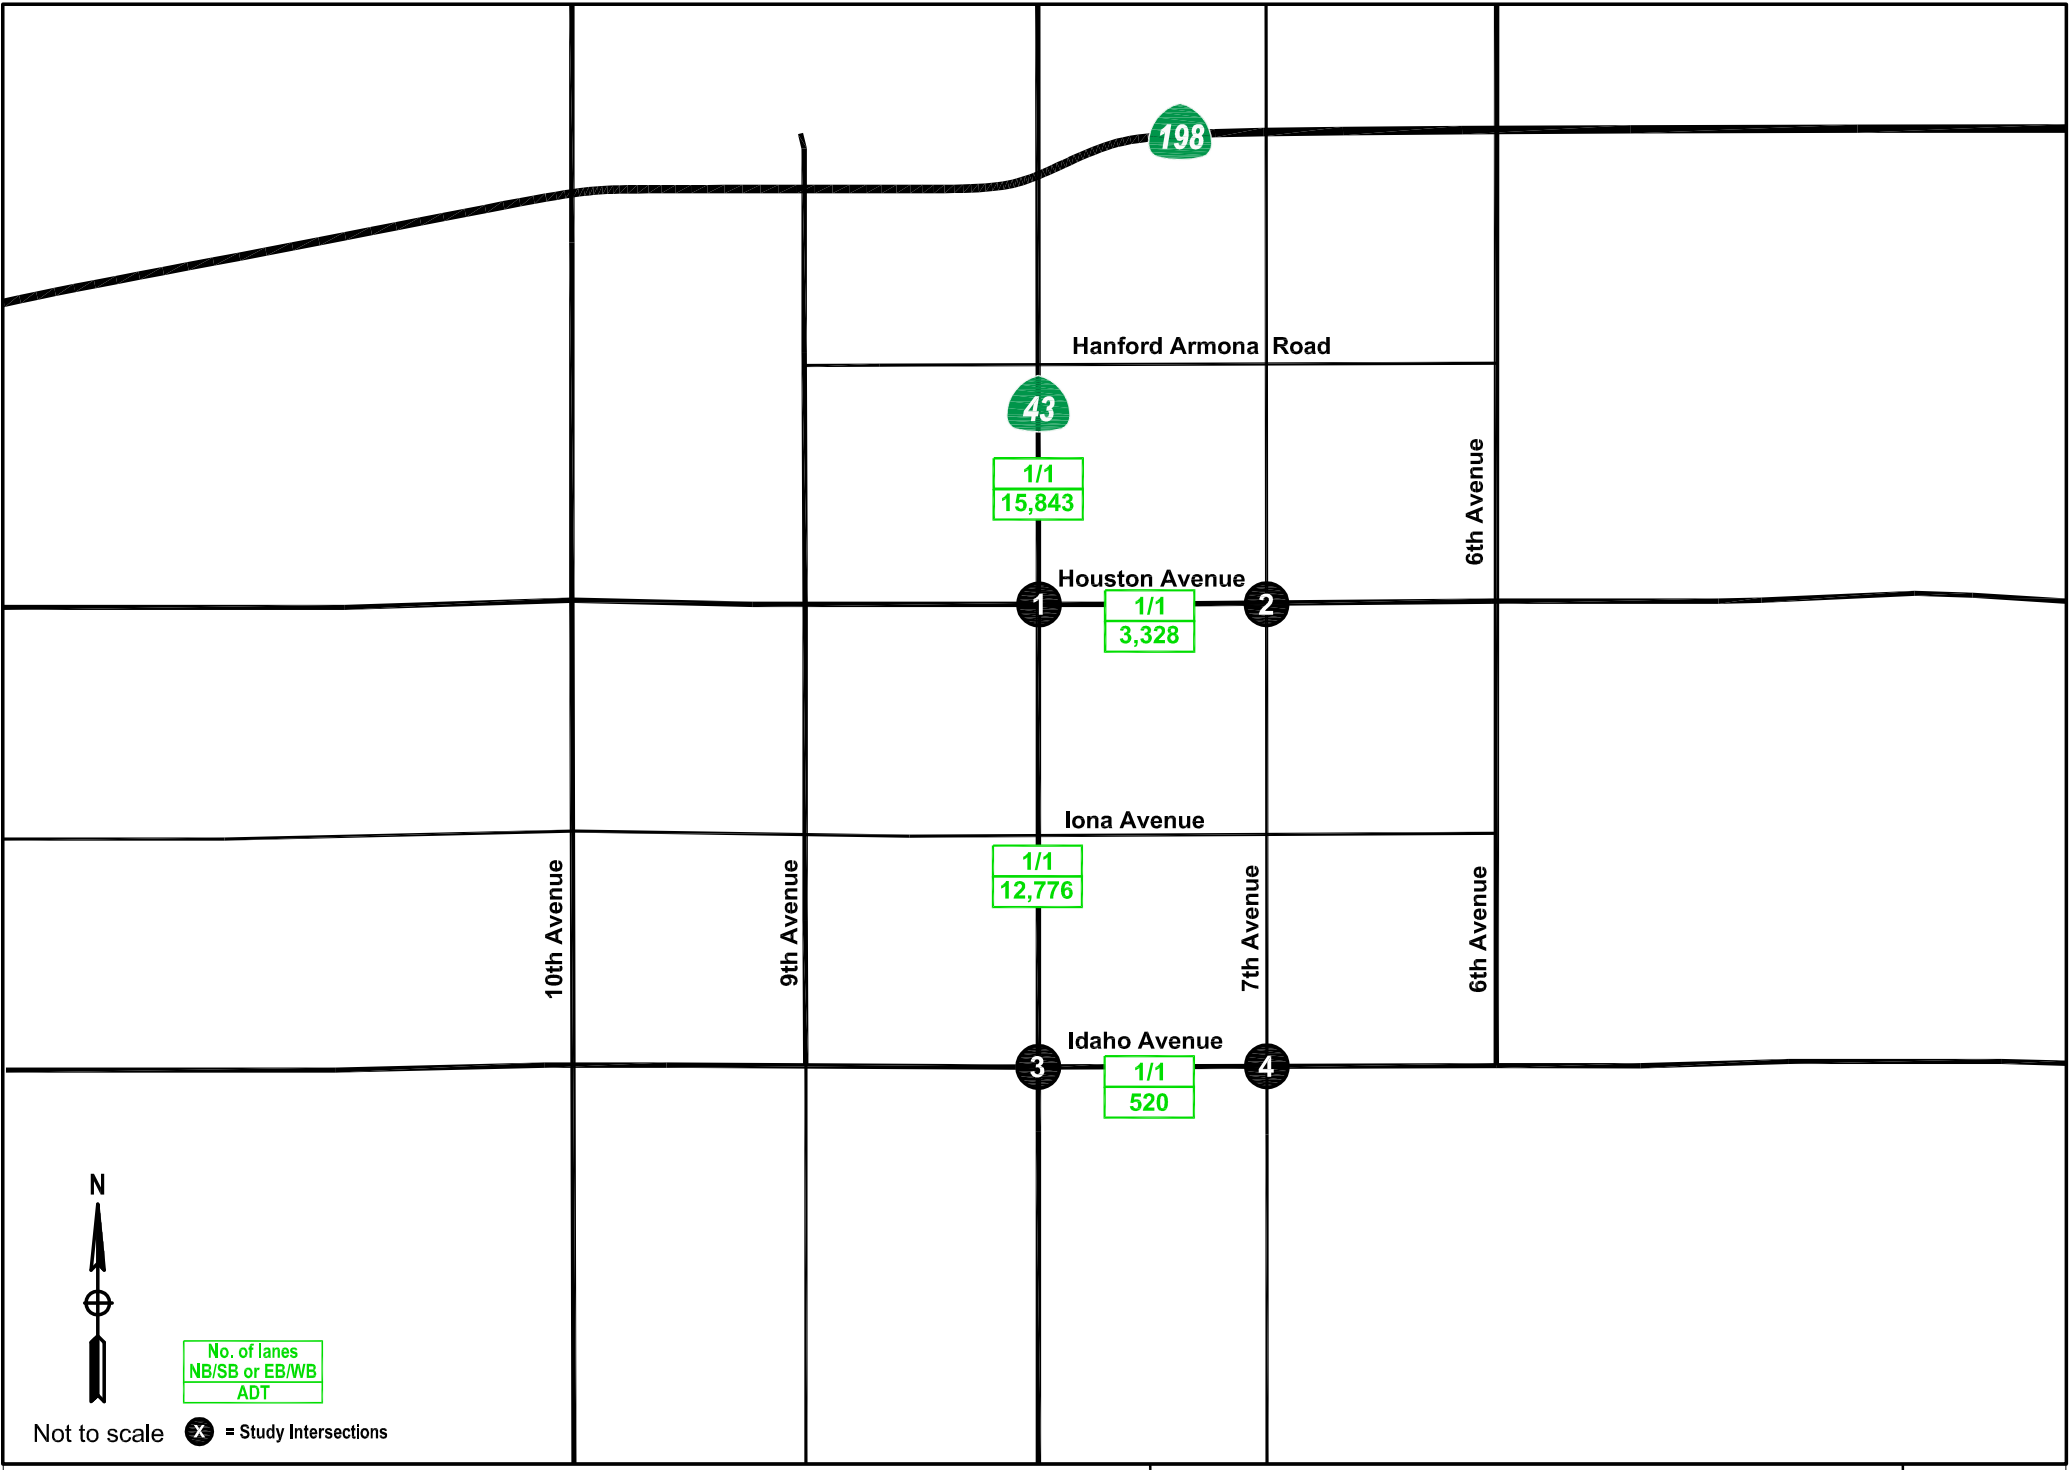 198
Hanford Armona Road
43
1/1
15,843
6th Avenue
Houston Avenue
1
1/1
3,328
2
Iona Avenue
1/1
12,776
10th Avenue
9th Avenue
7th Avenue
6th Avenue
Idaho Avenue
3
1/1
520
4
N
No. of lanes
NB/SB or EB/WB
ADT
Not to scale
X = Study Intersections